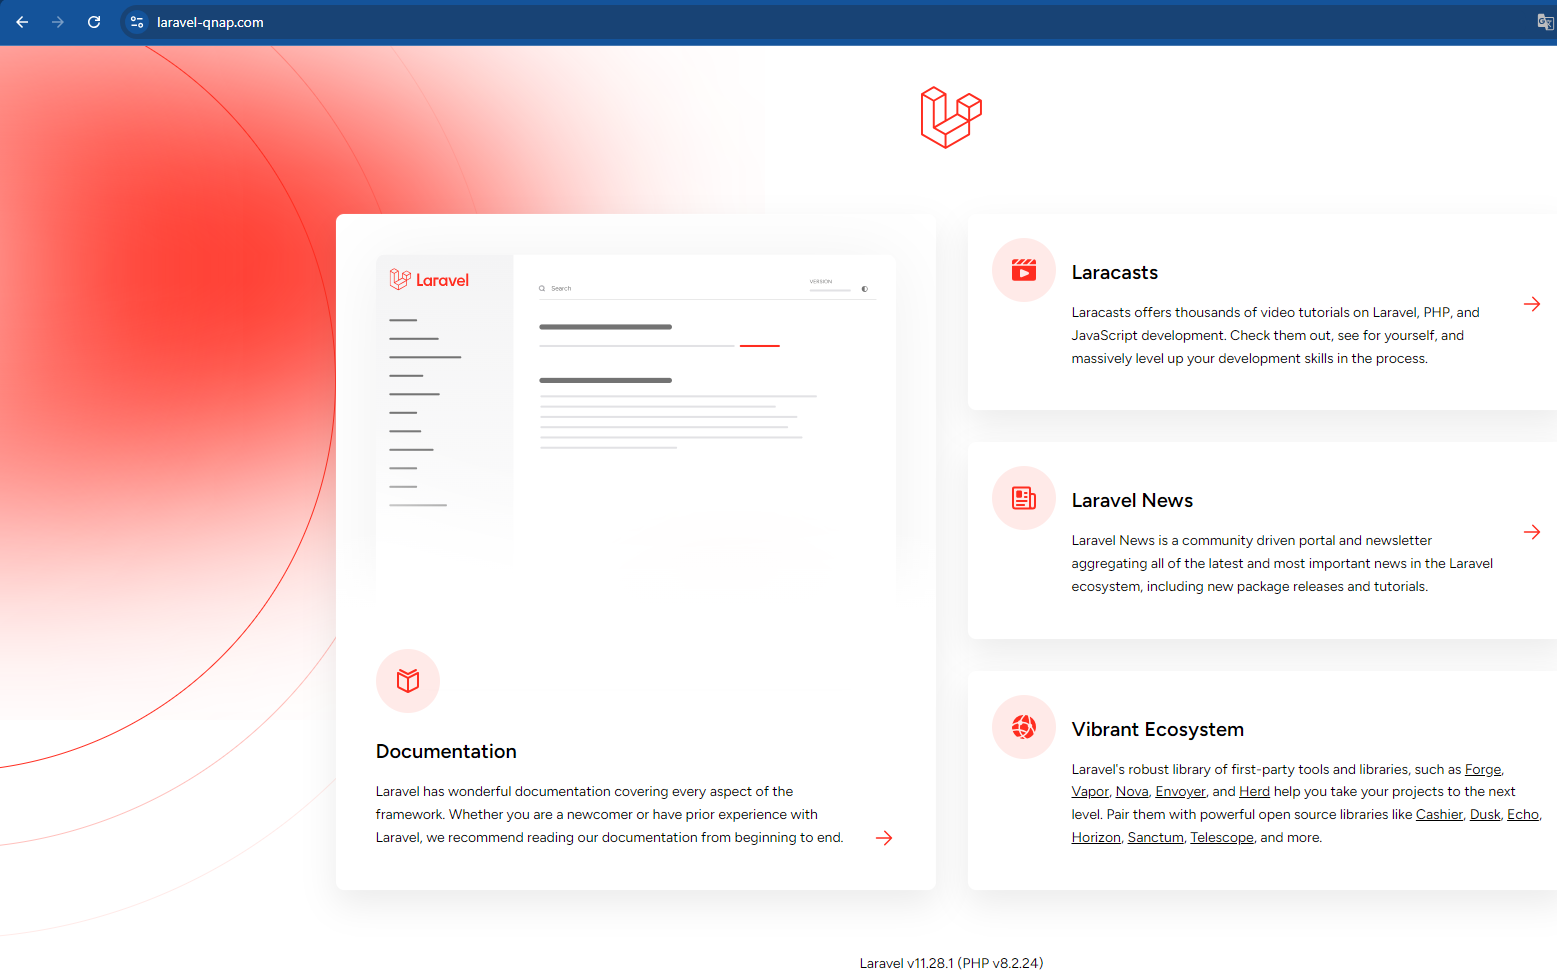 laravel-qnap.com
Laravel
Search
VERSION
Documentation
Laravel has wonderful documentation covering every aspect of the
framework. Whether you are a newcomer or have prior experience with
Laravel, we recommend reading our documentation from beginning to end.
Laracasts
Laracasts offers thousands of video tutorials on Laravel, PHP, and
JavaScript development. Check them out, see for yourself, and
massively level up your development skills in the process.
Laravel News
Laravel News is a community driven portal and newsletter
aggregating all of the latest and most important news in the Laravel
ecosystem, including new package releases and tutorials.
Vibrant Ecosystem
Laravel's robust library of first-party tools and libraries, such as Forge,
Vapor, Nova, Envoyer, and Herd help you take your projects to the next
level. Pair them with powerful open source libraries like Cashier, Dusk, Echo,
Horizon, Sanctum, Telescope, and more.
Laravel v11.28.1 (PHP v8.2.24)